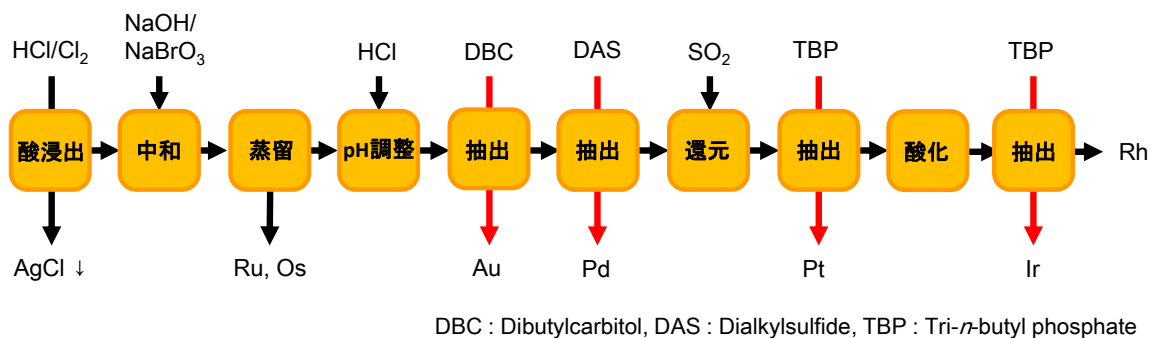 HCl/Cl₂
NaOH/
NaBrO₃
HCl
DBC
DAS
SO₂
TBP
TBP
酸浸出
中和
蒸留
pH調整
抽出
抽出
還元
抽出
酸化
抽出
Rh
AgCl ↓
Ru, Os
Au
Pd
Pt
Ir
DBC : Dibutylcarbitol, DAS : Dialkylsulfide, TBP : Tri-n-butyl phosphate